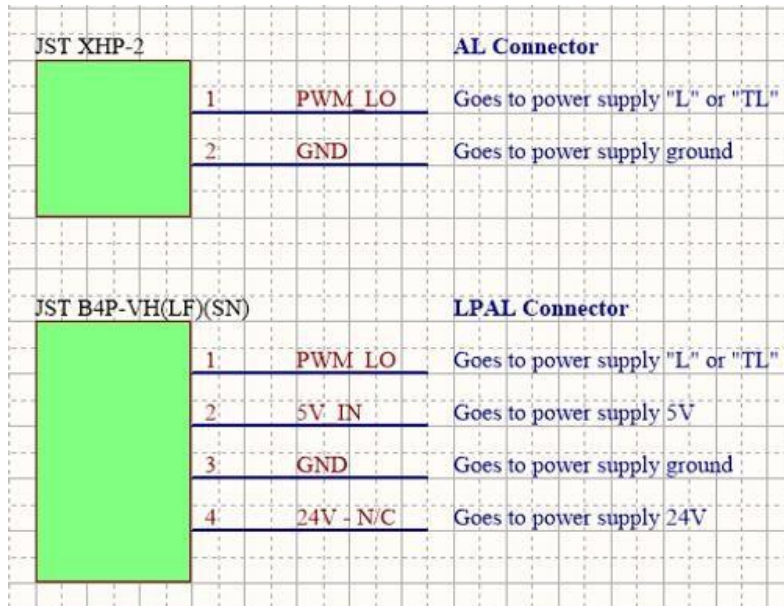 JST XHP-2 AL Connector
1 PWM_LO Goes to power supply "L" or "TL"
2 GND Goes to power supply ground
JST B4P-VH(LF)(SN) LPAL Connector
1 PWM_LO Goes to power supply "L" or "TL"
2 5V_IN Goes to power supply 5V
3 GND Goes to power supply ground
4 24V - N/C Goes to power supply 24V